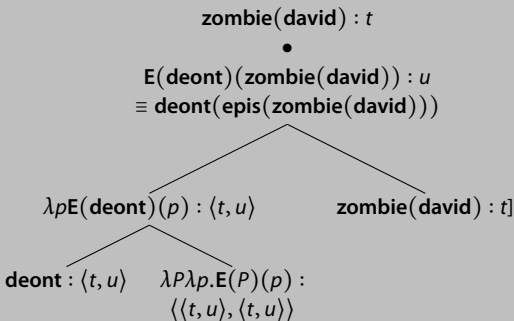 zombie(david) : t
•
E(deont)(zombie(david)) : u
≡ deont(epis(zombie(david)))
λpE(deont)(p) : ⟨t, u⟩ zombie(david) : t]
deont : ⟨t, u⟩ λPλp.E(P)(p) :
⟨⟨t, u⟩, ⟨t, u⟩⟩